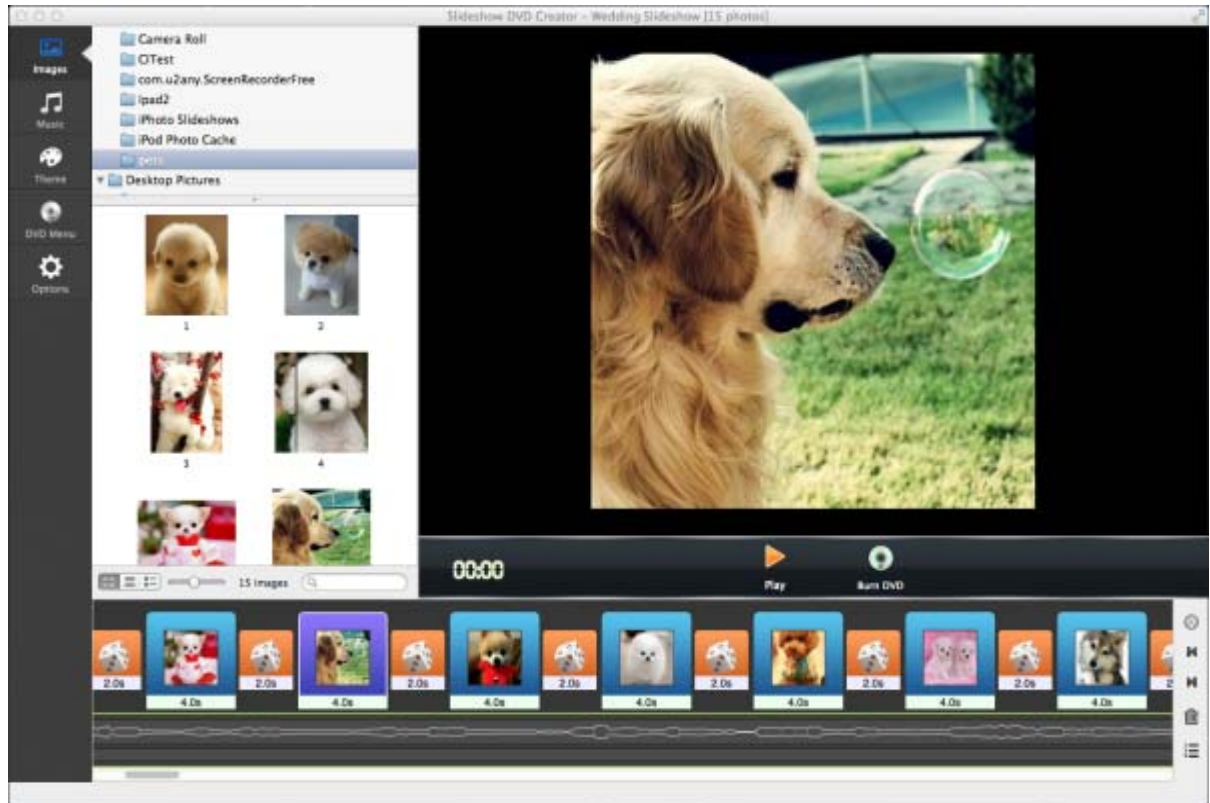 Slideshow DVD Creator - Wedding Slideshow [15 photos]
Images
Music
Theme
DVD Menu
Options
Camera Roll
CITest
com.u2any.ScreenRecorderFree
ipad2
iPhoto Slideshows
iPod Photo Cache
pets
Desktop Pictures
1
2
3
4
15 images
00:00
Play
Burn DVD
2.0s
4.0s
2.0s
4.0s
2.0s
4.0s
2.0s
4.0s
2.0s
4.0s
2.0s
4.0s
2.0s
4.0s
2